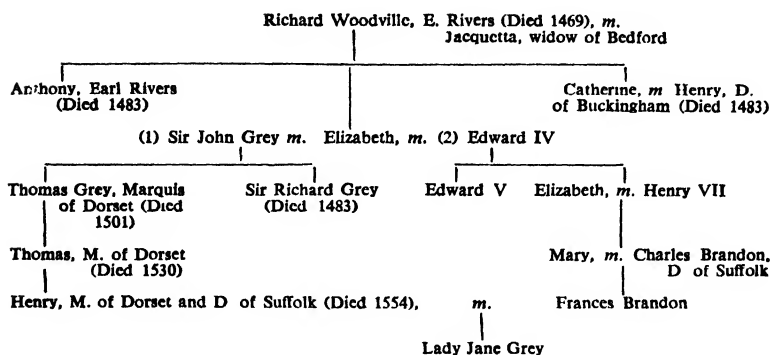 Richard Woodville, E. Rivers (Died 1469), m.
Jacquetta, widow of Bedford
Anthony, Earl Rivers
(Died 1483)
Catherine, m Henry, D.
of Buckingham (Died 1483)
(1) Sir John Grey m. Elizabeth, m. (2) Edward IV
Thomas Grey, Marquis
of Dorset (Died
1501)
Sir Richard Grey
(Died 1483)
Edward V
Elizabeth, m. Henry VII
Thomas, M. of Dorset
(Died 1530)
Mary, m. Charles Brandon,
D of Suffolk
Henry, M. of Dorset and D of Suffolk (Died 1554), m. Frances Brandon
Lady Jane Grey